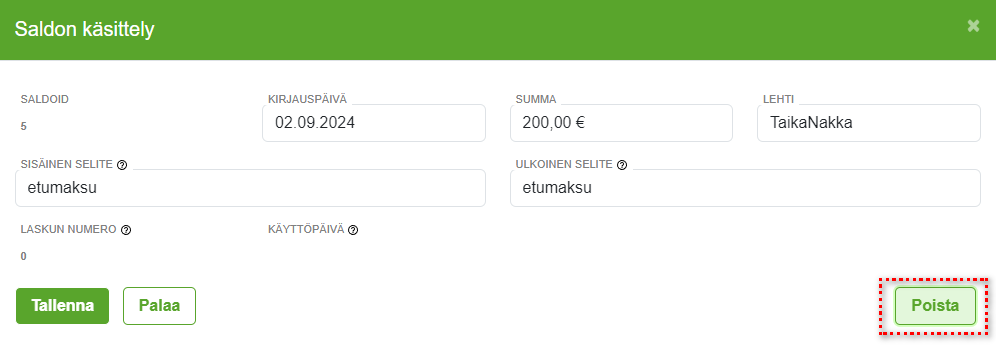 Saldon käsittely
SALDOID KIRJAUSPÄIVÄ SUMMA LEHTI
5 02.09.2024 200,00 € TaikaNakka
SISÄINEN SELITE ULKOINEN SELITE
etumaksu etumaksu
LASKUN NUMERO KÄYTTÖPÄIVÄ
0
Tallenna Palaa Poista